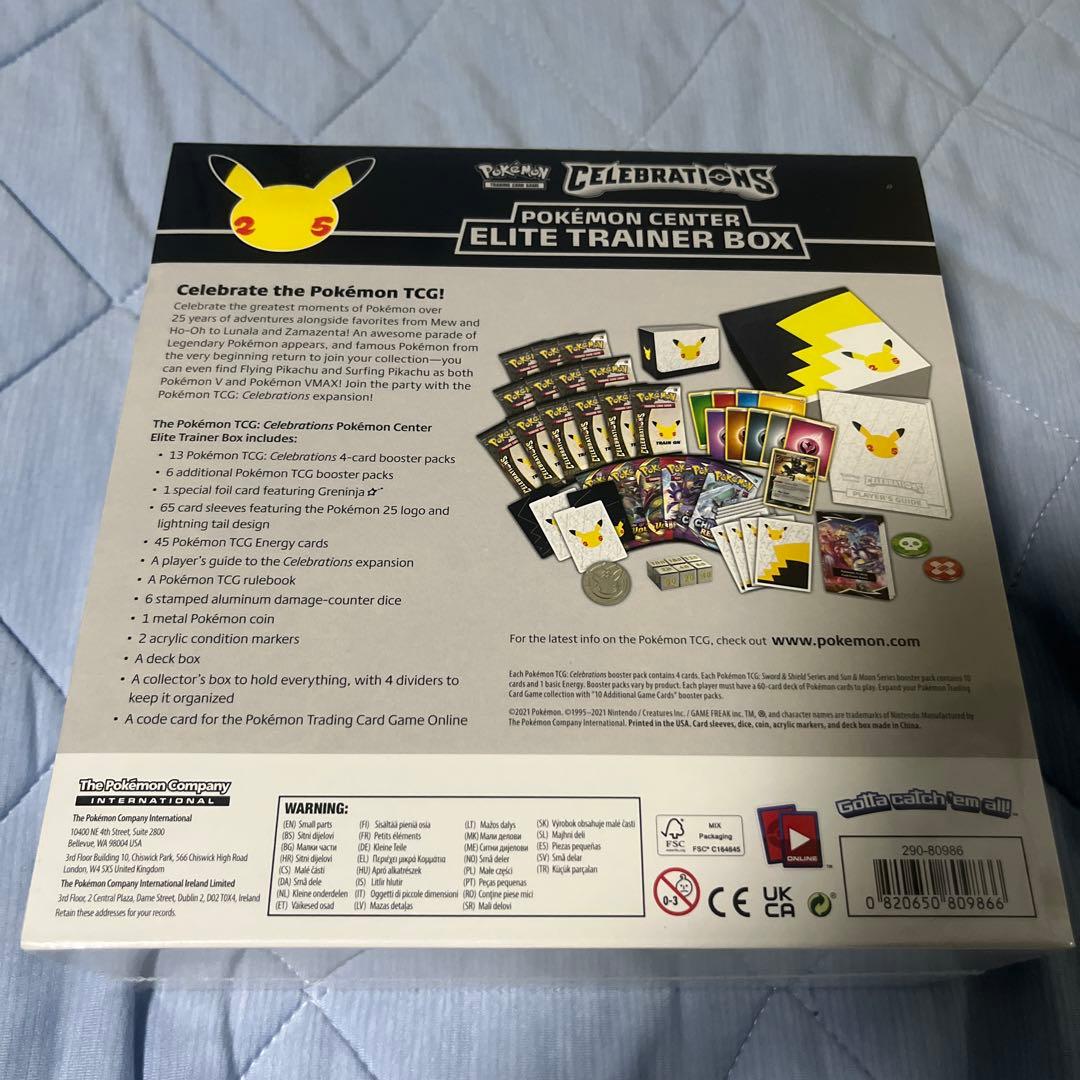 25
Pokémon
TRADING CARD GAME
CELEBRATIONS
POKÉMON CENTER
ELITE TRAINER BOX
Celebrate the Pokémon TCG!
Celebrate the greatest moments of Pokémon over
25 years of adventures alongside favorites from Mew and
Ho-Oh to Lunala and Zamazenta! An awesome parade of
Legendary Pokémon appears, and famous Pokémon from
the very beginning return to join your collection—you
can even find Flying Pikachu and Surfing Pikachu as both
Pokémon V and Pokémon VMAX! Join the party with the
Pokémon TCG: Celebrations expansion!
The Pokémon TCG: Celebrations Pokémon Center
Elite Trainer Box includes:
• 13 Pokémon TCG: Celebrations 4-card booster packs
• 6 additional Pokémon TCG booster packs
• 1 special foil card featuring Greninja ☆
• 65 card sleeves featuring the Pokémon 25 logo and
lightning tail design
• 45 Pokémon TCG Energy cards
• A player's guide to the Celebrations expansion
• A Pokémon TCG rulebook
• 6 stamped aluminum damage-counter dice
• 1 metal Pokémon coin
• 2 acrylic condition markers
• A deck box
• A collector's box to hold everything, with 4 dividers to
keep it organized
• A code card for the Pokémon Trading Card Game Online
CELEBRATIONS
PLAYER'S GUIDE
For the latest info on the Pokémon TCG, check out www.pokemon.com
Each Pokémon TCG: Celebrations booster pack contains 4 cards. Each Pokémon TCG: Sword & Shield Series and Sun & Moon Series booster pack contains 10
cards and 1 basic Energy. Booster packs vary by product. Each player must have a 60-card deck of Pokémon cards to play. Expand your Pokémon Trading
Card Game collection with "10 Additional Game Cards" booster packs.
©2021 Pokémon. ©1995–2021 Nintendo / Creatures Inc. / GAME FREAK inc. TM, ®, and character names are trademarks of Nintendo. Manufactured by
The Pokémon Company International. Printed in the USA. Card sleeves, dice, coin, acrylic markers, and deck box made in China.
The Pokémon Company
INTERNATIONAL
The Pokémon Company International
10400 NE 4th Street, Suite 2800
Bellevue, WA 98004 USA
3rd Floor Building 10, Chiswick Park, 566 Chiswick High Road
London, W4 5XS United Kingdom
The Pokémon Company International Ireland Limited
3rd Floor, 2 Central Plaza, Dame Street, Dublin 2, D02 T0X4, Ireland
Retain these addresses for your records.
WARNING:
(EN) Small parts
(BS) Sitni dijelovi
(BG) Малки части
(HR) Sitni dijelovi
(CS) Malé části
(DA) Små dele
(NL) Kleine onderdelen
(ET) Väikesed osad
(FI) Sisältää pieniä osia
(FR) Petits éléments
(DE) Kleine Teile
(EL) Περιέχει μικρά Κομμάτια
(HU) Apró alkatrészek
(IS) Litlir hlutir
(IT) Oggetti di piccole dimensioni
(LV) Mazas detaļas
(LT) Mažos dalys
(MK) Мали делови
(ME) Ситни дијелови
(NO) Små deler
(PL) Małe części
(PT) Peças pequenas
(RO) Conține piese mici
(SR) Mali delovi
(SK) Výrobok obsahuje malé časti
(SL) Majhni deli
(ES) Piezas pequeñas
(SV) Små delar
(TR) Küçük parçaları
FSC
MIX
Packaging
FSC® C164845
0-3
CE
UK
CA
ONLINE
Gotta catch 'em all!
290-80986
0 820650 809866